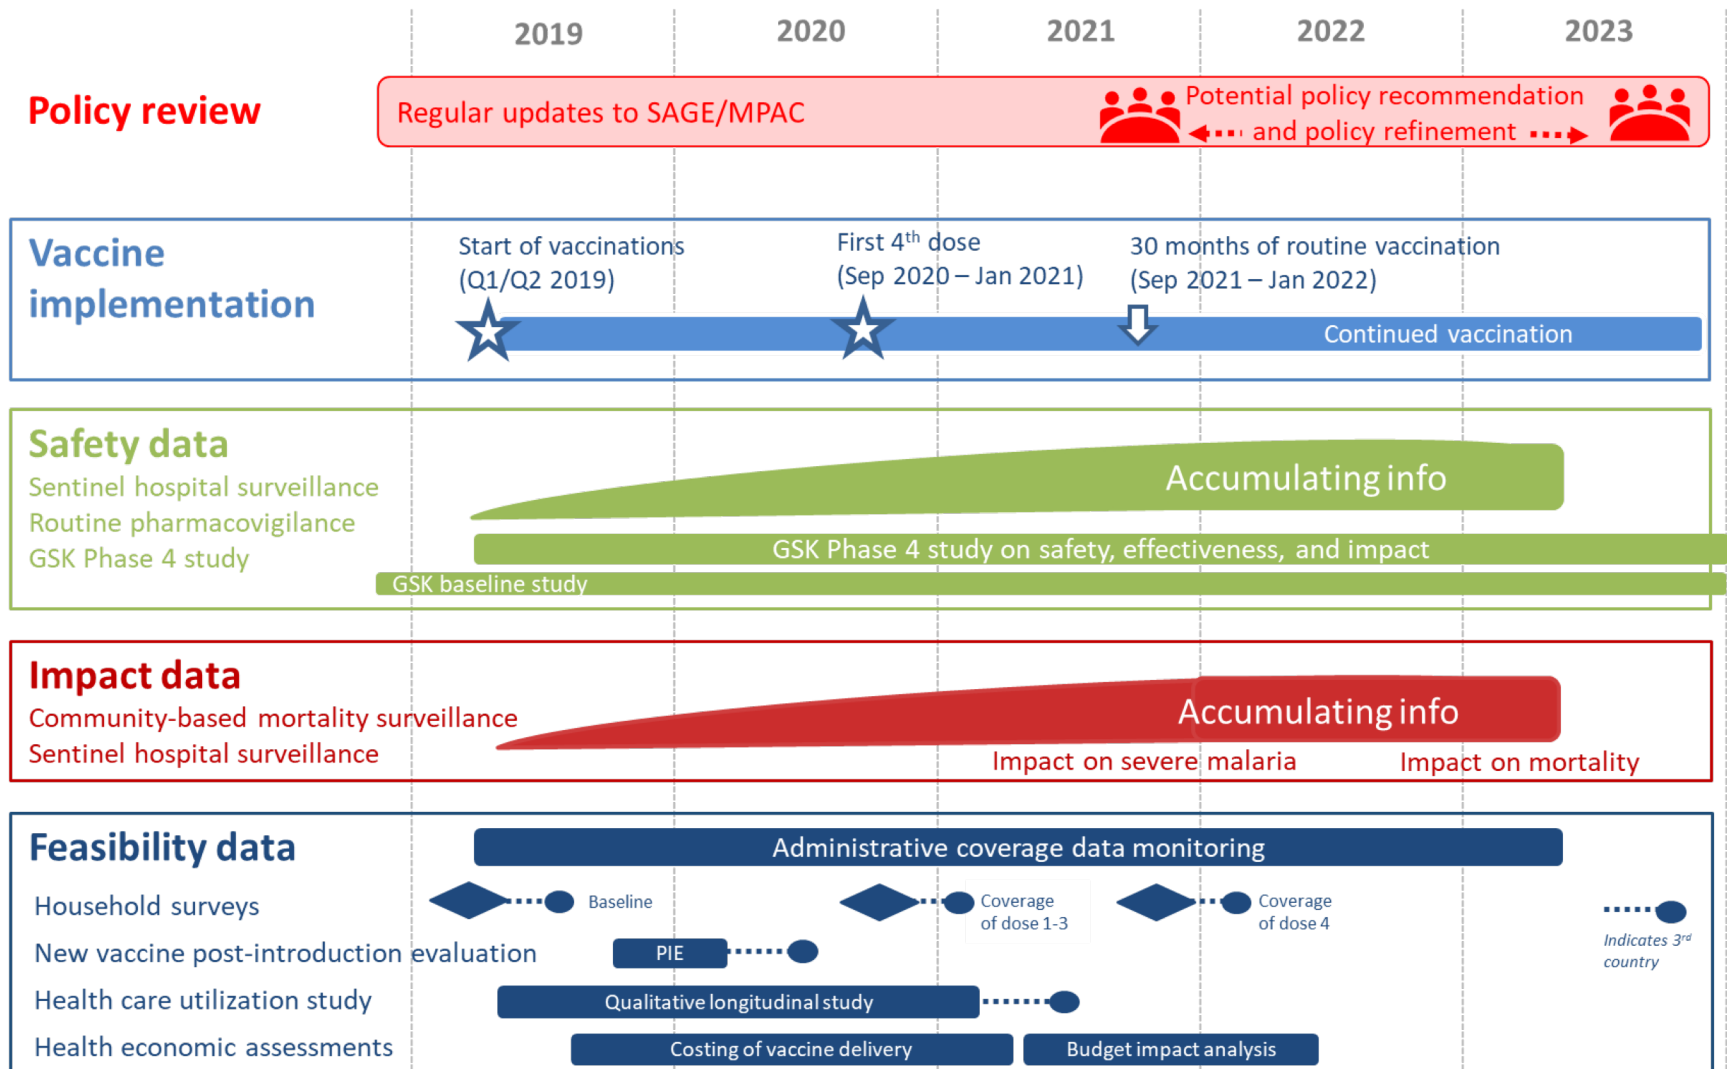 2019
2020
2021
2022
2023
Policy review
Regular updates to SAGE/MPAC
Potential policy recommendation
and policy refinement
Vaccine
implementation
Start of vaccinations
(Q1/Q2 2019)
First 4th dose
(Sep 2020 – Jan 2021)
30 months of routine vaccination
(Sep 2021 – Jan 2022)
Continued vaccination
Safety data
Sentinel hospital surveillance
Routine pharmacovigilance
GSK Phase 4 study
Accumulating info
GSK Phase 4 study on safety, effectiveness, and impact
GSK baseline study
Impact data
Community-based mortality surveillance
Sentinel hospital surveillance
Accumulating info
Impact on severe malaria
Impact on mortality
Feasibility data
Administrative coverage data monitoring
Household surveys
Baseline
Coverage
of dose 1-3
Coverage
of dose 4
Indicates 3rd
country
New vaccine post-introduction evaluation
PIE
Health care utilization study
Qualitative longitudinal study
Health economic assessments
Costing of vaccine delivery
Budget impact analysis